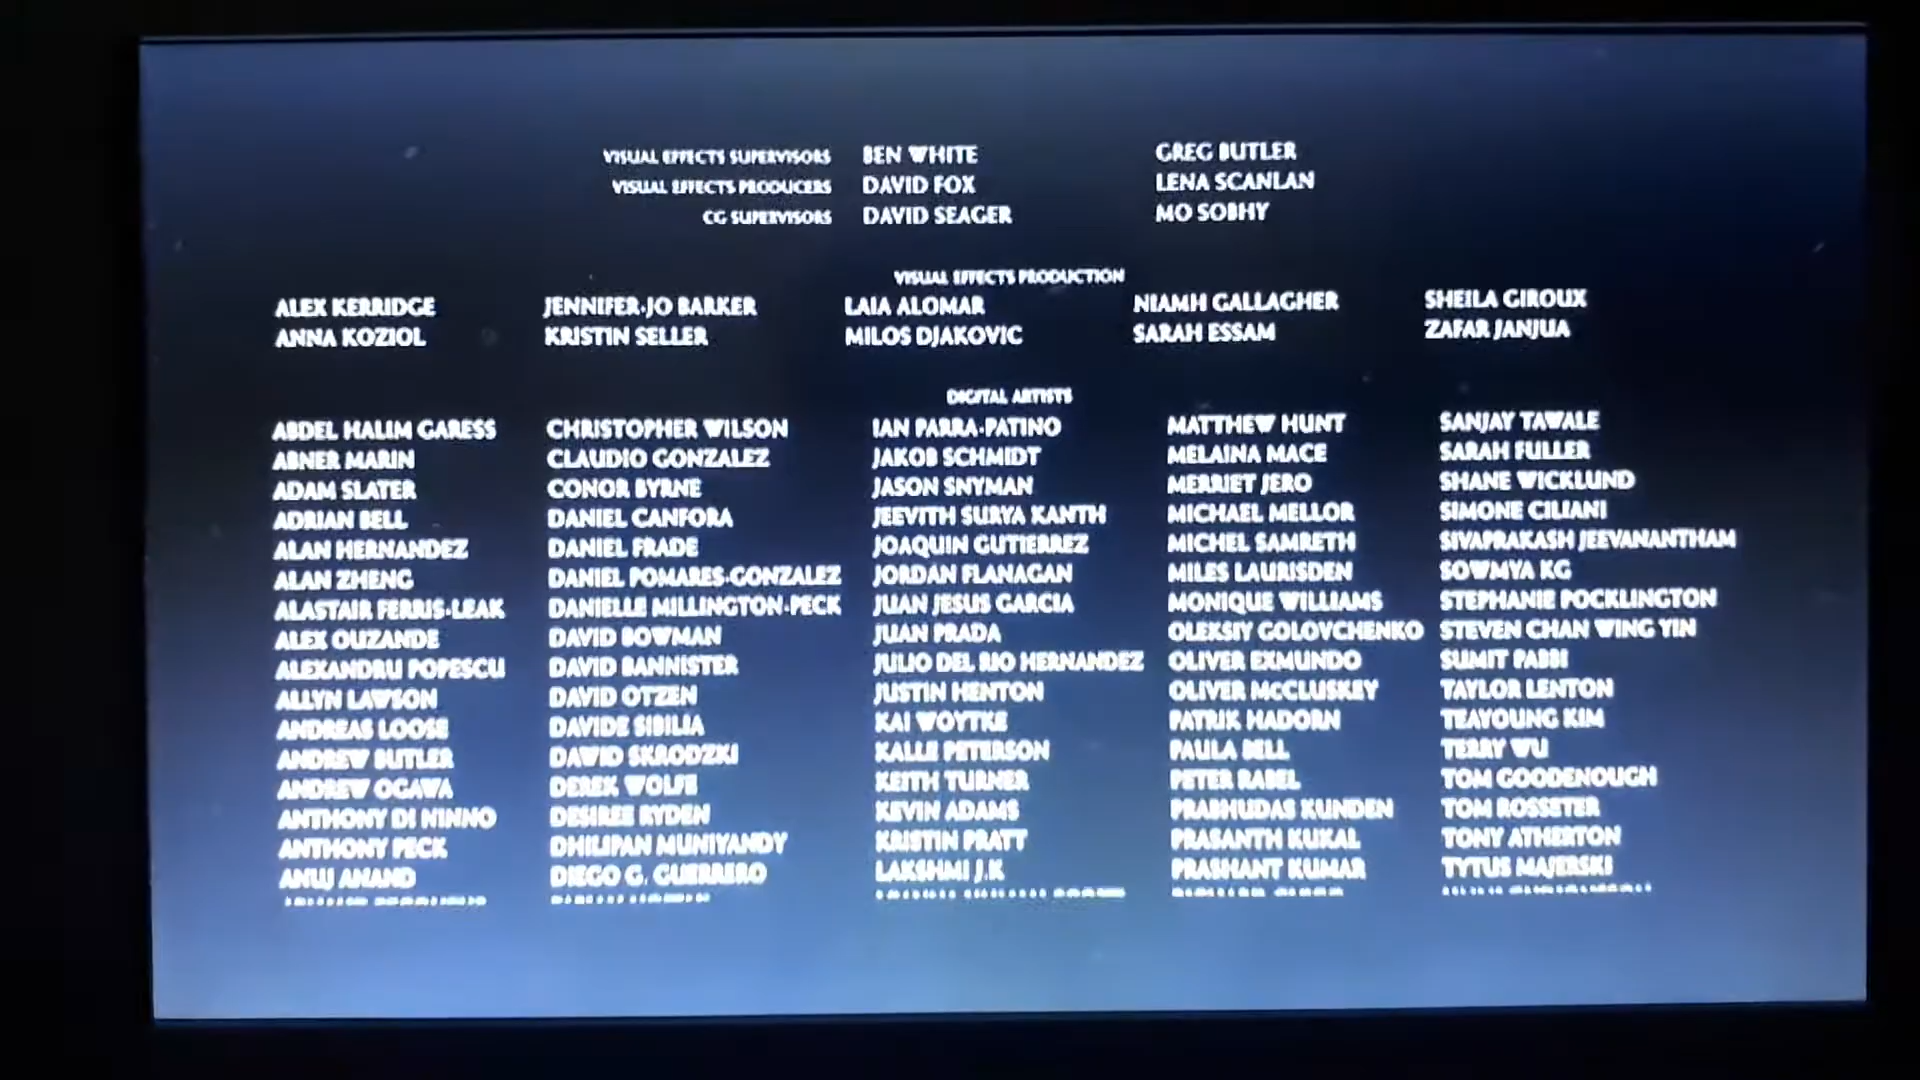 VISUAL EFFECTS SUPERVISORS BEN WHITE GREG BUTLER
VISUAL EFFECTS PRODUCERS DAVID FOX LENA SCANLAN
CG SUPERVISORS DAVID SEAGER MO SOBHY
VISUAL EFFECTS PRODUCTION
ALEX KERRIDGE JENNIFER-JO BARKER LAIA ALOMAR NIAMH GALLAGHER SHEILA GIROUX
ANNA KOZIOL KRISTIN SELLER MILOS DJAKOVIC SARAH ESSAM ZAFAR JANJUA
DIGITAL ARTISTS
ABDEL HALIM GARESS CHRISTOPHER WILSON IAN PARRA-PATINO MATTHEW HUNT SANJAY TAWALE
ABNER MARIN CLAUDIO GONZALEZ JAKOB SCHMIDT MELAINA MACE SARAH FULLER
ADAM SLATER CONOR BYRNE JASON SNYMAN MERRIET JERO SHANE WICKLUND
ADRIAN BELL DANIEL CANFORA JEEVITH SURYA KANTH MICHAEL MELLOR SIMONE CILIANI
ALAN HERNANDEZ DANIEL FRADE JOAQUIN GUTIERREZ MICHEL SAMRETH SIVAPRAKASH JEEVANANTHAM
ALAN ZHENG DANIEL POMARES-GONZALEZ JORDAN FLANAGAN MILES LAURISDEN SOWMYA KG
ALASTAIR FERRIS-LEAK DANIELLE MILLINGTON-PECK JUAN JESUS GARCIA MONIQUE WILLIAMS STEPHANIE POCKLINGTON
ALEX OUZANDE DAVID BOWMAN JUAN PRADA OLEKSIY GOLOVCHENKO STEVEN CHAN WING YIN
ALEXANDRU POPESCU DAVID BANNISTER JULIO DEL RIO HERNANDEZ OLIVER EXMUNDO SUMIT PABBI
ALLYN LAWSON DAVID OTZEN JUSTIN HENTON OLIVER McCLUSKEY TAYLOR LENTON
ANDREAS LOOSE DAVIDE SIBILIA KAI WOYTKE PATRIK HADORN TEAYOUNG KIM
ANDREW BUTLER DAWID SKRODZKI KALLE PETERSON PAULA BELL TERRY WU
ANDREW OGAWA DEREK WOLFE KEITH TURNER PETER RABEL TOM GOODENOUGH
ANTHONY DI NINNO DESIREE RYDEN KEVIN ADAMS PRABHUDAS KUNDEN TOM ROSSETER
ANTHONY PECK DHILIPAN MUNIYANDY KRISTIN PRATT PRASANTH KUKAL TONY ATHERTON
ANUJ ANAND DIEGO G. GUERRERO LAKSHMI J.K PRASHANT KUMAR TYTUS MAJERSKI